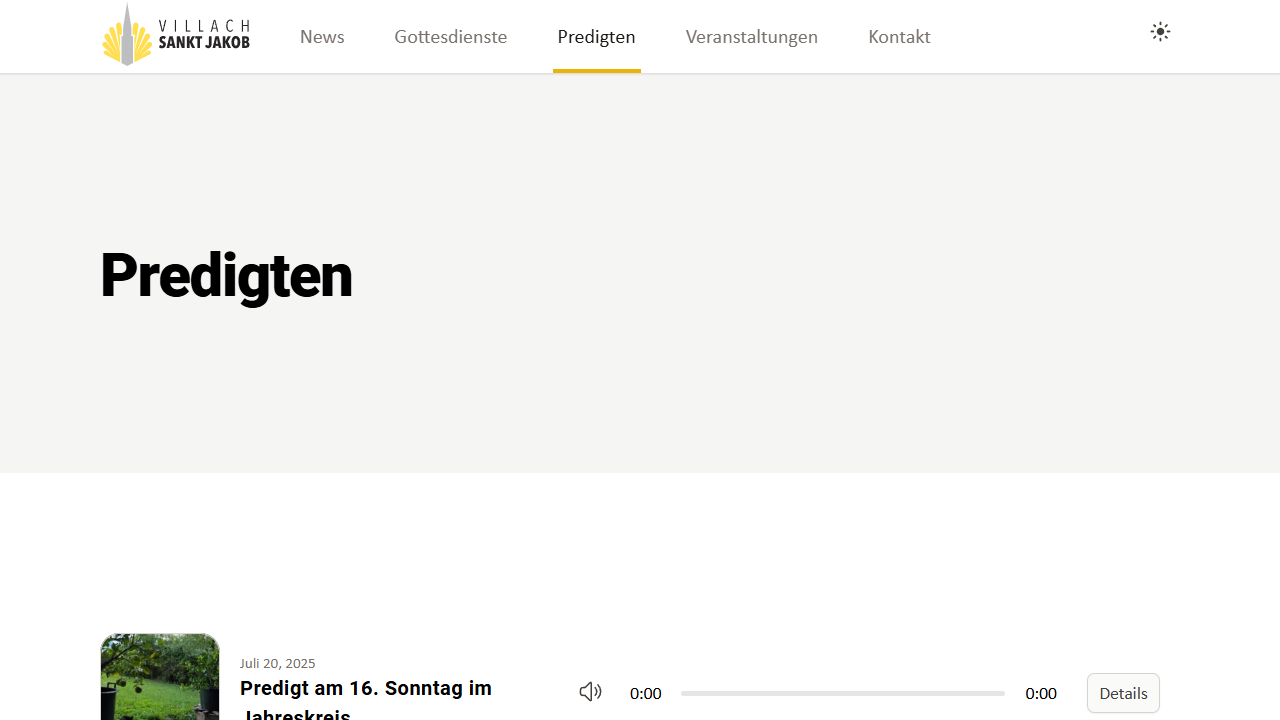 VILLACH
SANKT JAKOB
News
Gottesdienste
Predigten
Veranstaltungen
Kontakt
Predigten
Juli 20, 2025
Predigt am 16. Sonntag im
Jahreskreis
0:00
0:00
Details